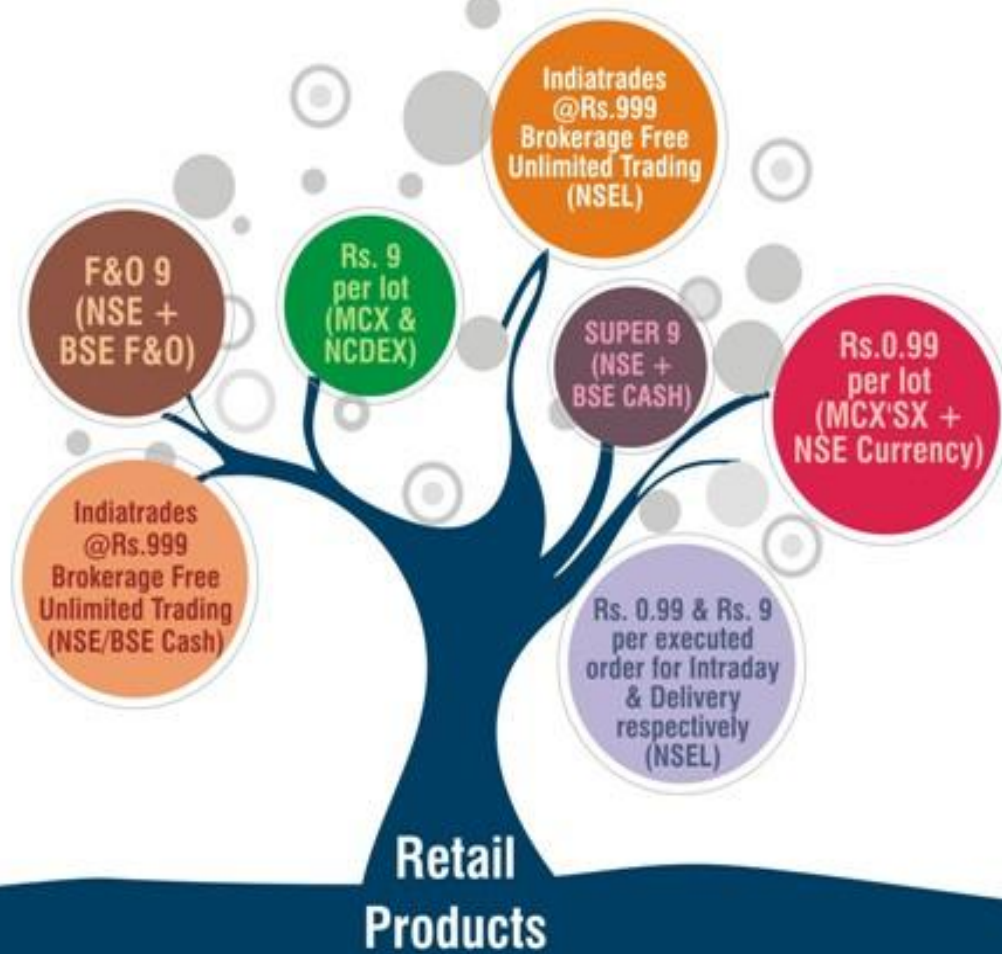 Indiatrades
@Rs.999
Brokerage Free
Unlimited Trading
(NSEL)
F&O 9
(NSE +
BSE F&O)
Rs. 9
per lot
(MCX &
NCDEX)
SUPER 9
(NSE +
BSE CASH)
Rs.0.99
per lot
(MCX'SX +
NSE Currency)
Indiatrades
@Rs.999
Brokerage Free
Unlimited Trading
(NSE/BSE Cash)
Rs. 0.99 & Rs. 9
per executed
order for Intraday
& Delivery
respectively
(NSEL)
Retail
Products